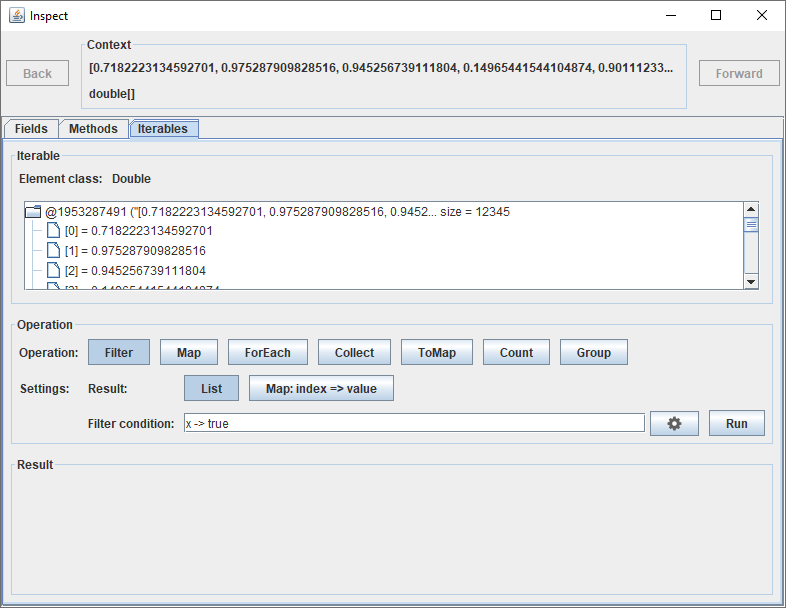 Inspect
Context
Back
[0.7182223134592701, 0.975287909828516, 0.945256739111804, 0.14965441544104874, 0.90111233...
Forward
double[]
Fields Methods Iterables
Iterable
Element class: Double
@1953287491 ("[0.7182223134592701, 0.975287909828516, 0.9452... size = 12345
[0] = 0.7182223134592701
[1] = 0.975287909828516
[2] = 0.945256739111804
[3] = 0.14965441544104874
Operation
Operation: Filter Map ForEach Collect ToMap Count Group
Settings: Result: List Map: index => value
Filter condition: x -> true Run
Result